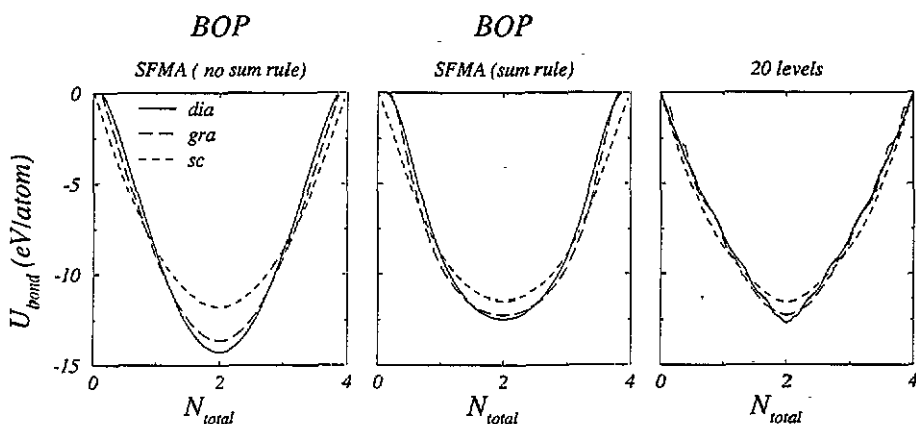 BOP
BOP
SFMA ( no sum rule)
SFMA (sum rule)
20 levels
0
-5
-10
-15
U_bond (eV/atom)
dia
gra
sc
0
2
4
0
2
4
0
2
4
N_total
N_total
N_total